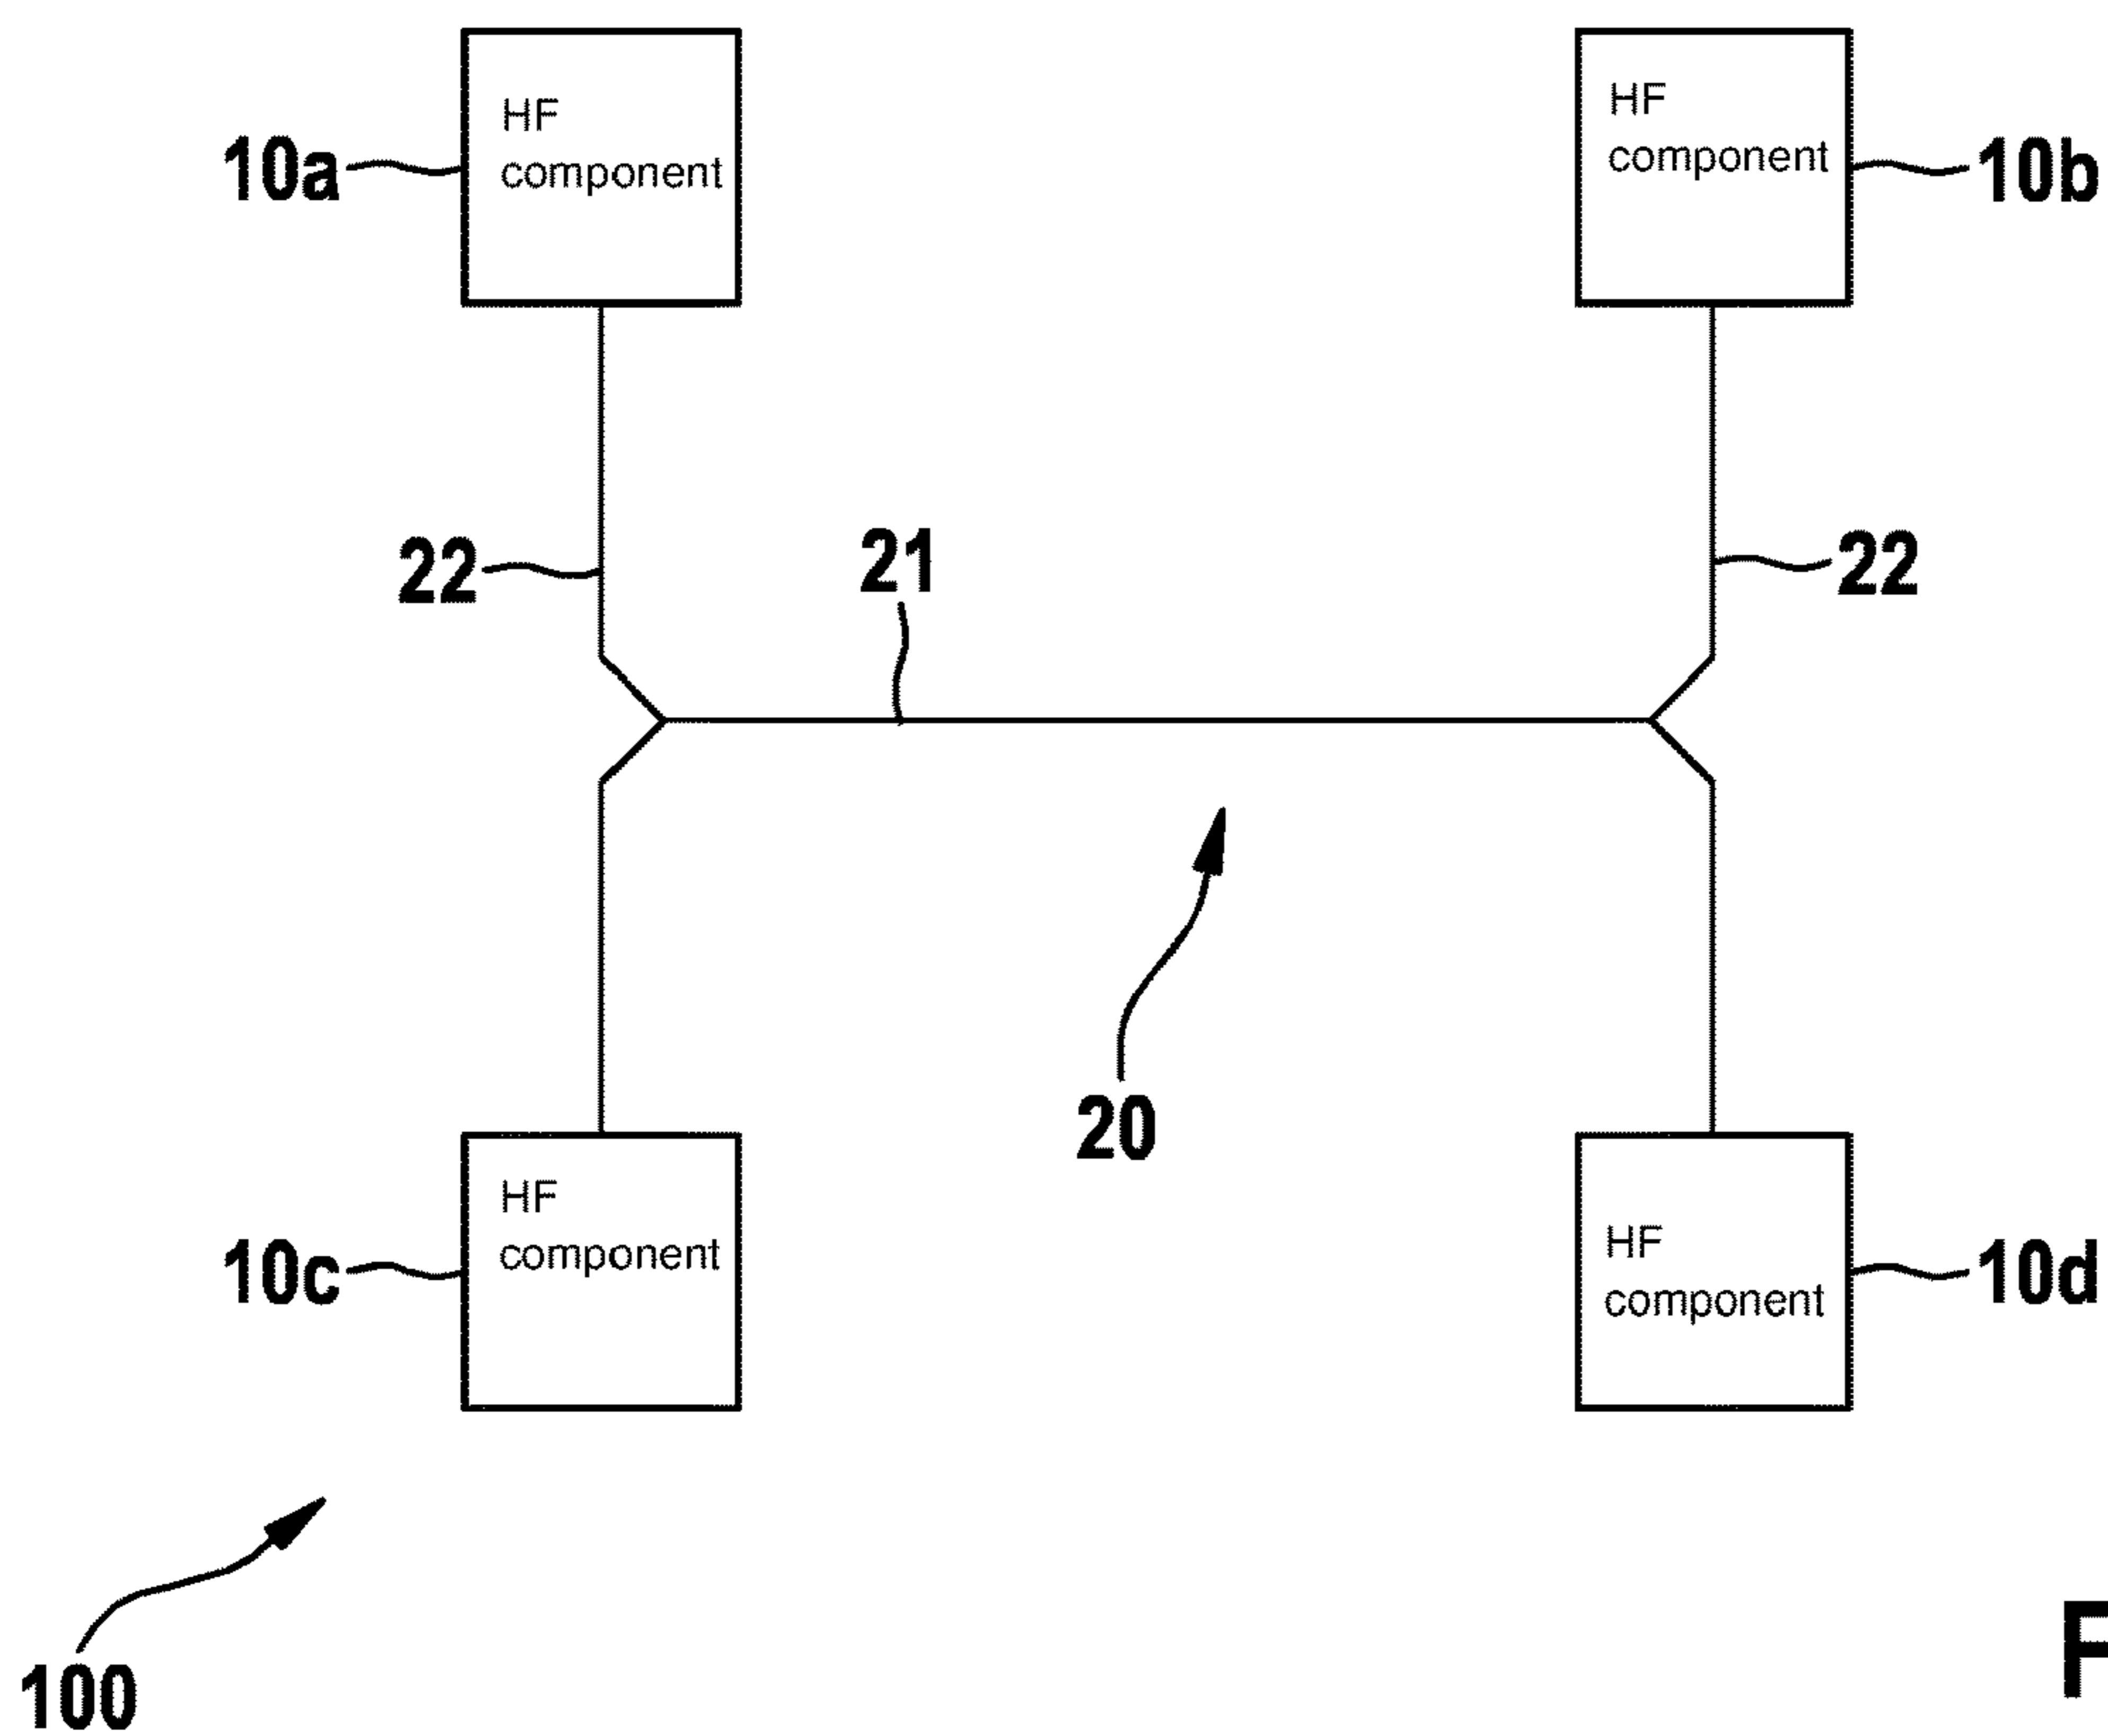 HF
component
10a
HF
component
10b
22
21
22
20
HF
component
10c
HF
component
10d
100
F